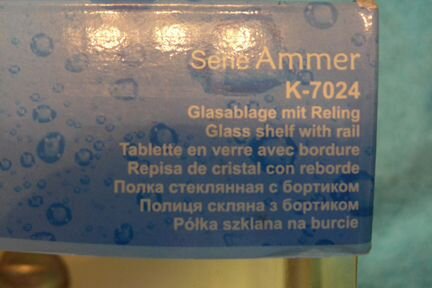 Serie Ammer
K-7024
Glasablage mit Reling
Glass shelf with rail
Tablette en verre avec bordure
Repisa de cristal con reborde
Полка стеклянная с бортиком
Полиця скляна з бортиком
Półka szklana na burcie